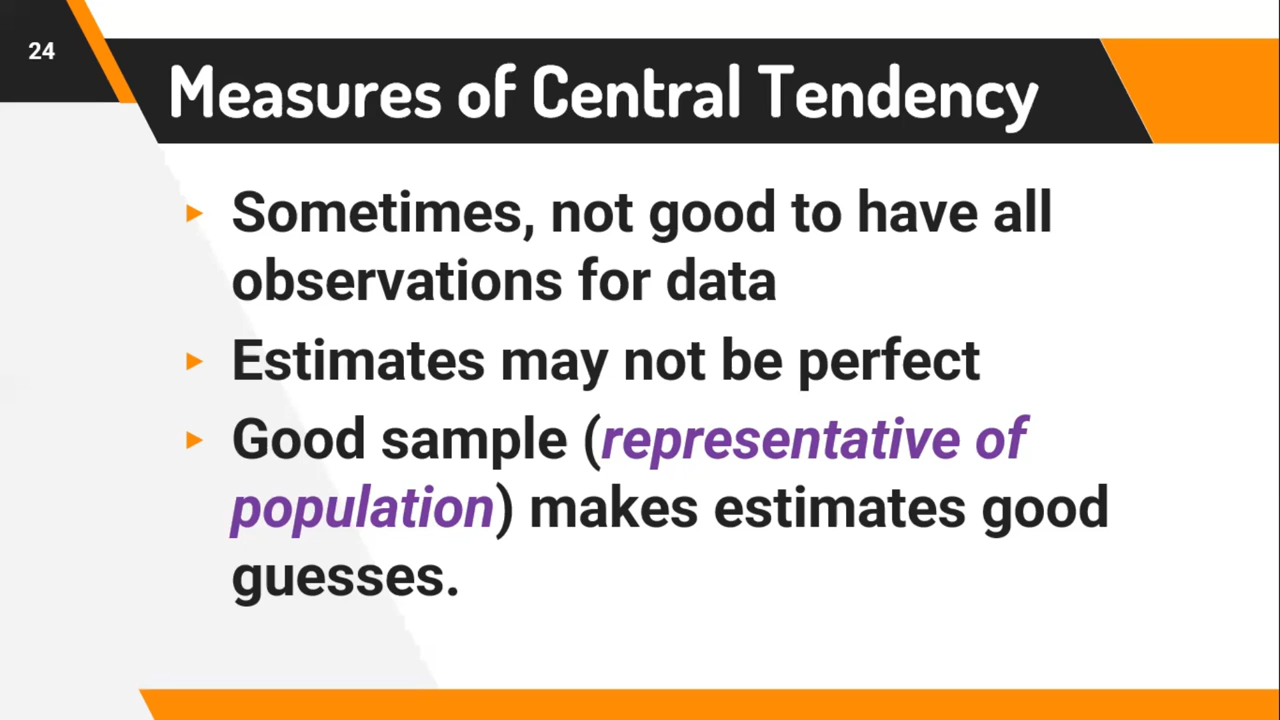 24
Measures of Central Tendency
Sometimes, not good to have all
observations for data
Estimates may not be perfect
Good sample (representative of
population) makes estimates good
guesses.